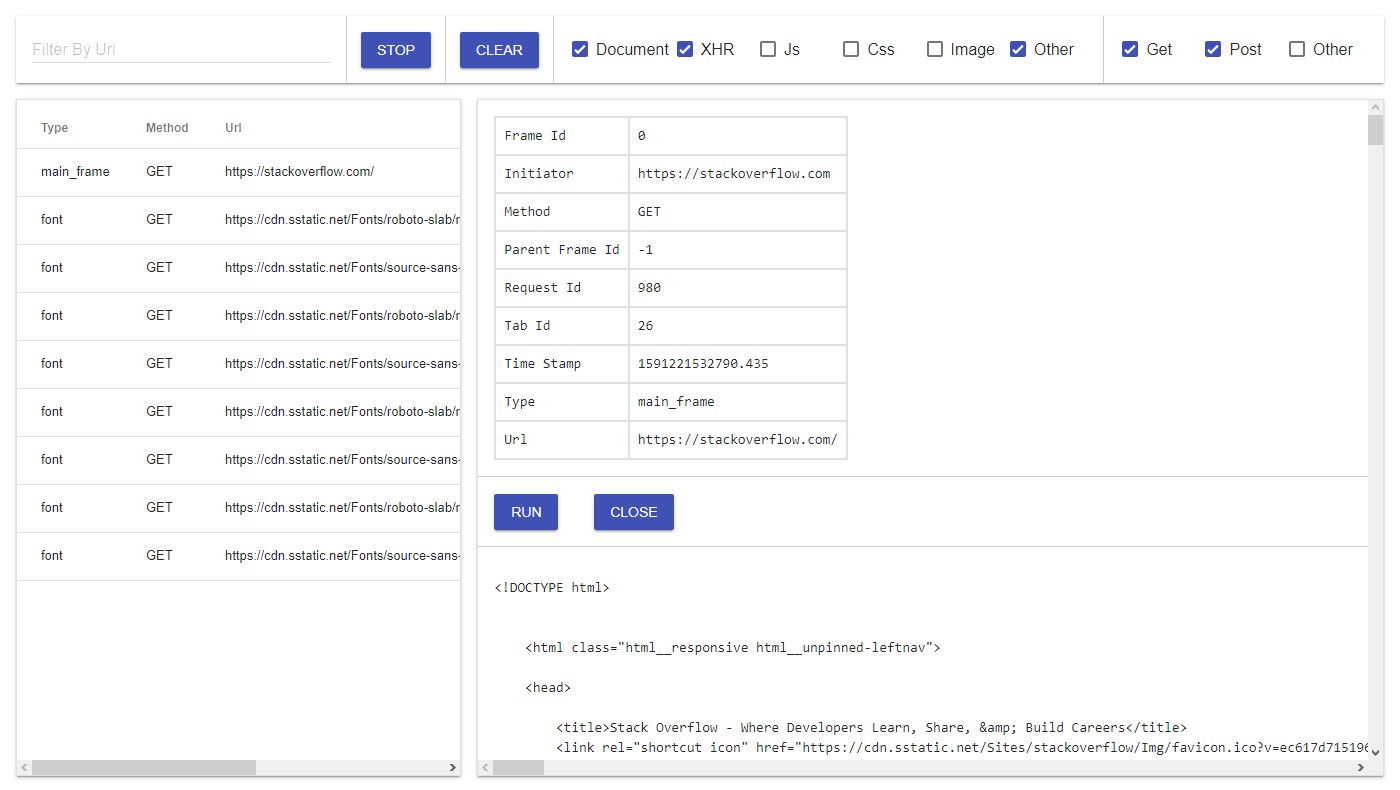 Filter By Url STOP CLEAR Document XHR Js Css Image Other Get Post Other
Type Method Url
main_frame GET https://stackoverflow.com/
font GET https://cdn.sstatic.net/Fonts/roboto-slab/r
font GET https://cdn.sstatic.net/Fonts/source-sans-
font GET https://cdn.sstatic.net/Fonts/roboto-slab/r
font GET https://cdn.sstatic.net/Fonts/source-sans-
font GET https://cdn.sstatic.net/Fonts/roboto-slab/r
font GET https://cdn.sstatic.net/Fonts/source-sans-
font GET https://cdn.sstatic.net/Fonts/roboto-slab/r
font GET https://cdn.sstatic.net/Fonts/source-sans-
Frame Id 0
Initiator https://stackoverflow.com
Method GET
Parent Frame Id -1
Request Id 980
Tab Id 26
Time Stamp 1591221532790.435
Type main_frame
Url https://stackoverflow.com/
RUN CLOSE
<!DOCTYPE html>
<html class="html__responsive html__unpinned-leftnav">
<head>
<title>Stack Overflow - Where Developers Learn, Share, &amp; Build Careers</title>
<link rel="shortcut icon" href="https://cdn.sstatic.net/Sites/stackoverflow/Img/favicon.ico?v=ec617d715196